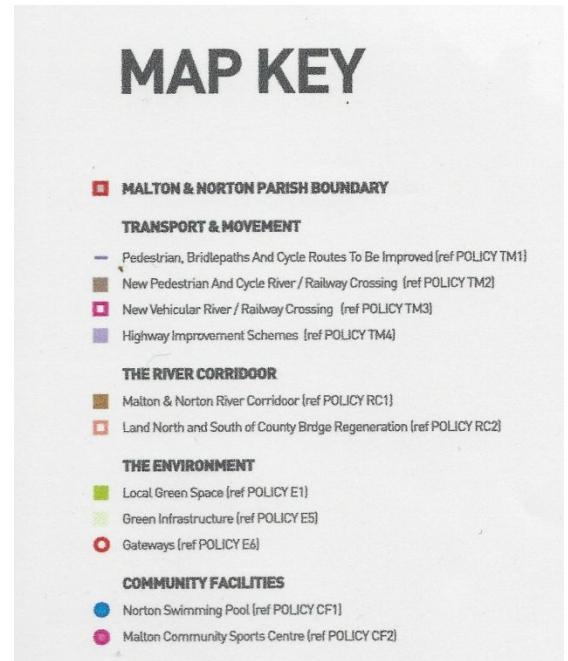 MAP KEY
MALTON & NORTON PARISH BOUNDARY
TRANSPORT & MOVEMENT
Pedestrian, Bridlepaths And Cycle Routes To Be Improved (ref POLICY TM1)
New Pedestrian And Cycle River / Railway Crossing (ref POLICY TM2)
New Vehicular River / Railway Crossing (ref POLICY TM3)
Highway Improvement Schemes (ref POLICY TM4)
THE RIVER CORRIDOOR
Malton & Norton River Corridor (ref POLICY RC1)
Land North and South of County Brdge Regeneration (ref POLICY RC2)
THE ENVIRONMENT
Local Green Space (ref POLICY E1)
Green Infrastructure (ref POLICY E5)
Gateways (ref POLICY E6)
COMMUNITY FACILITIES
Norton Swimming Pool (ref POLICY CF1)
Malton Community Sports Centre (ref POLICY CF2)